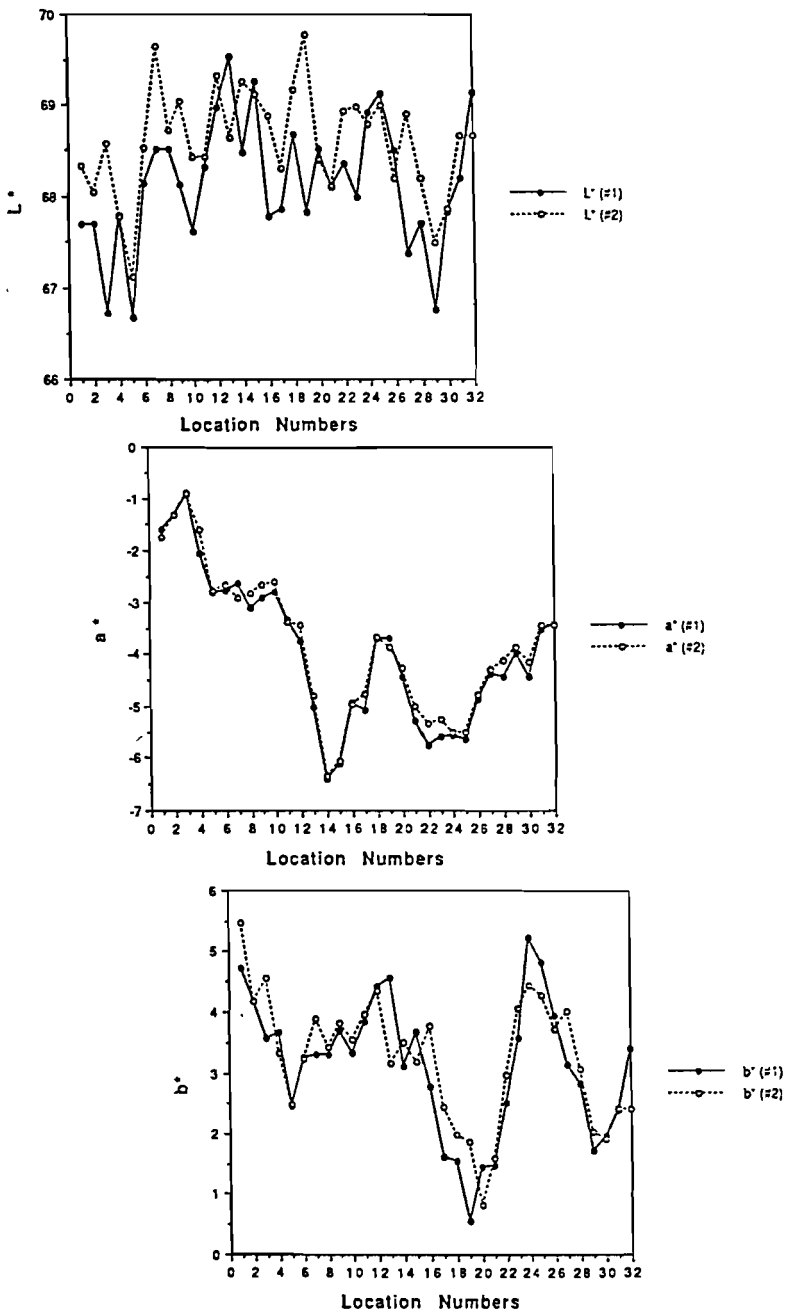 70
69
68
67
66
L*
0 2 4 6 8 10 12 14 16 18 20 22 24 26 28 30 32
Location Numbers
L* (#1)
L* (#2)
0
-1
-2
-3
-4
-5
-6
-7
a*
0 2 4 6 8 10 12 14 16 18 20 22 24 26 28 30 32
Location Numbers
a* (#1)
a* (#2)
6
5
4
3
2
1
0
b*
0 2 4 6 8 10 12 14 16 18 20 22 24 26 28 30 32
Location Numbers
b* (#1)
b* (#2)